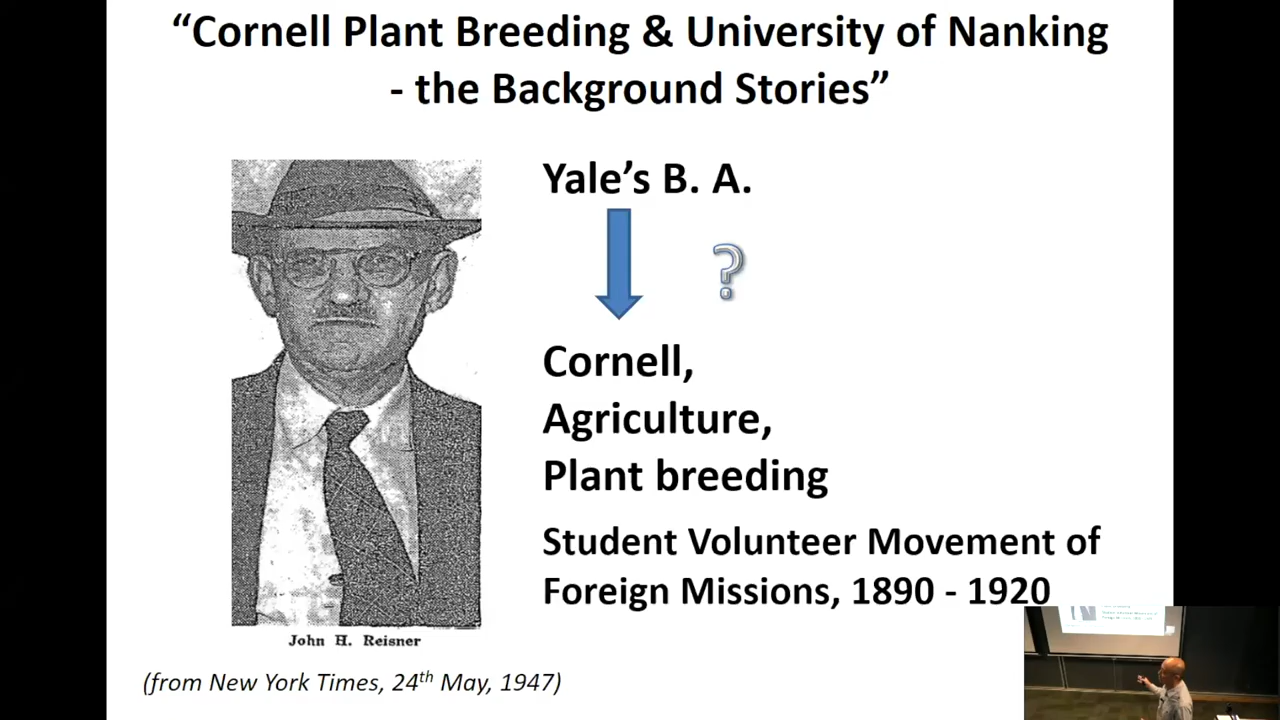 “Cornell Plant Breeding & University of Nanking
- the Background Stories”
Yale’s B. A.
?
Cornell,
Agriculture,
Plant breeding
Student Volunteer Movement of
Foreign Missions, 1890 - 1920
John H. Reisner
(from New York Times, 24th May, 1947)